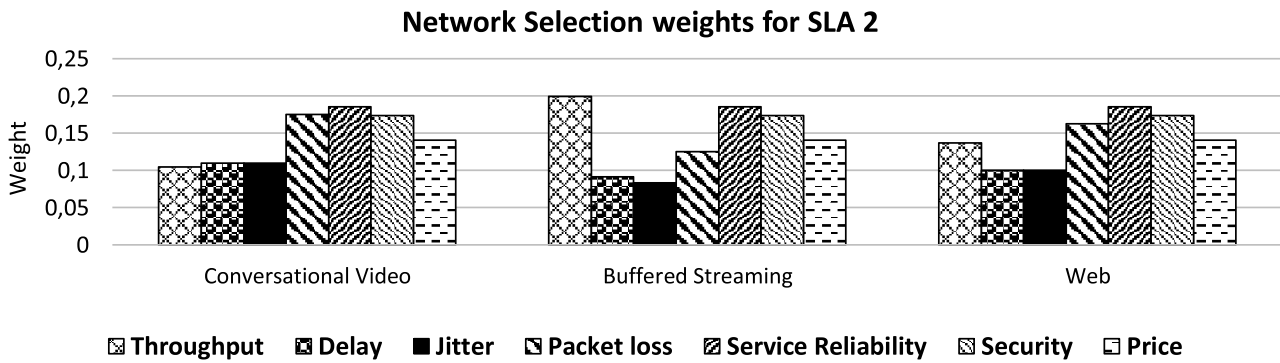 Network Selection weights for SLA 2
0,25
0,2
0,15
0,1
0,05
0
Weight
Conversational Video Buffered Streaming Web
Throughput Delay Jitter Packet loss Service Reliability Security Price